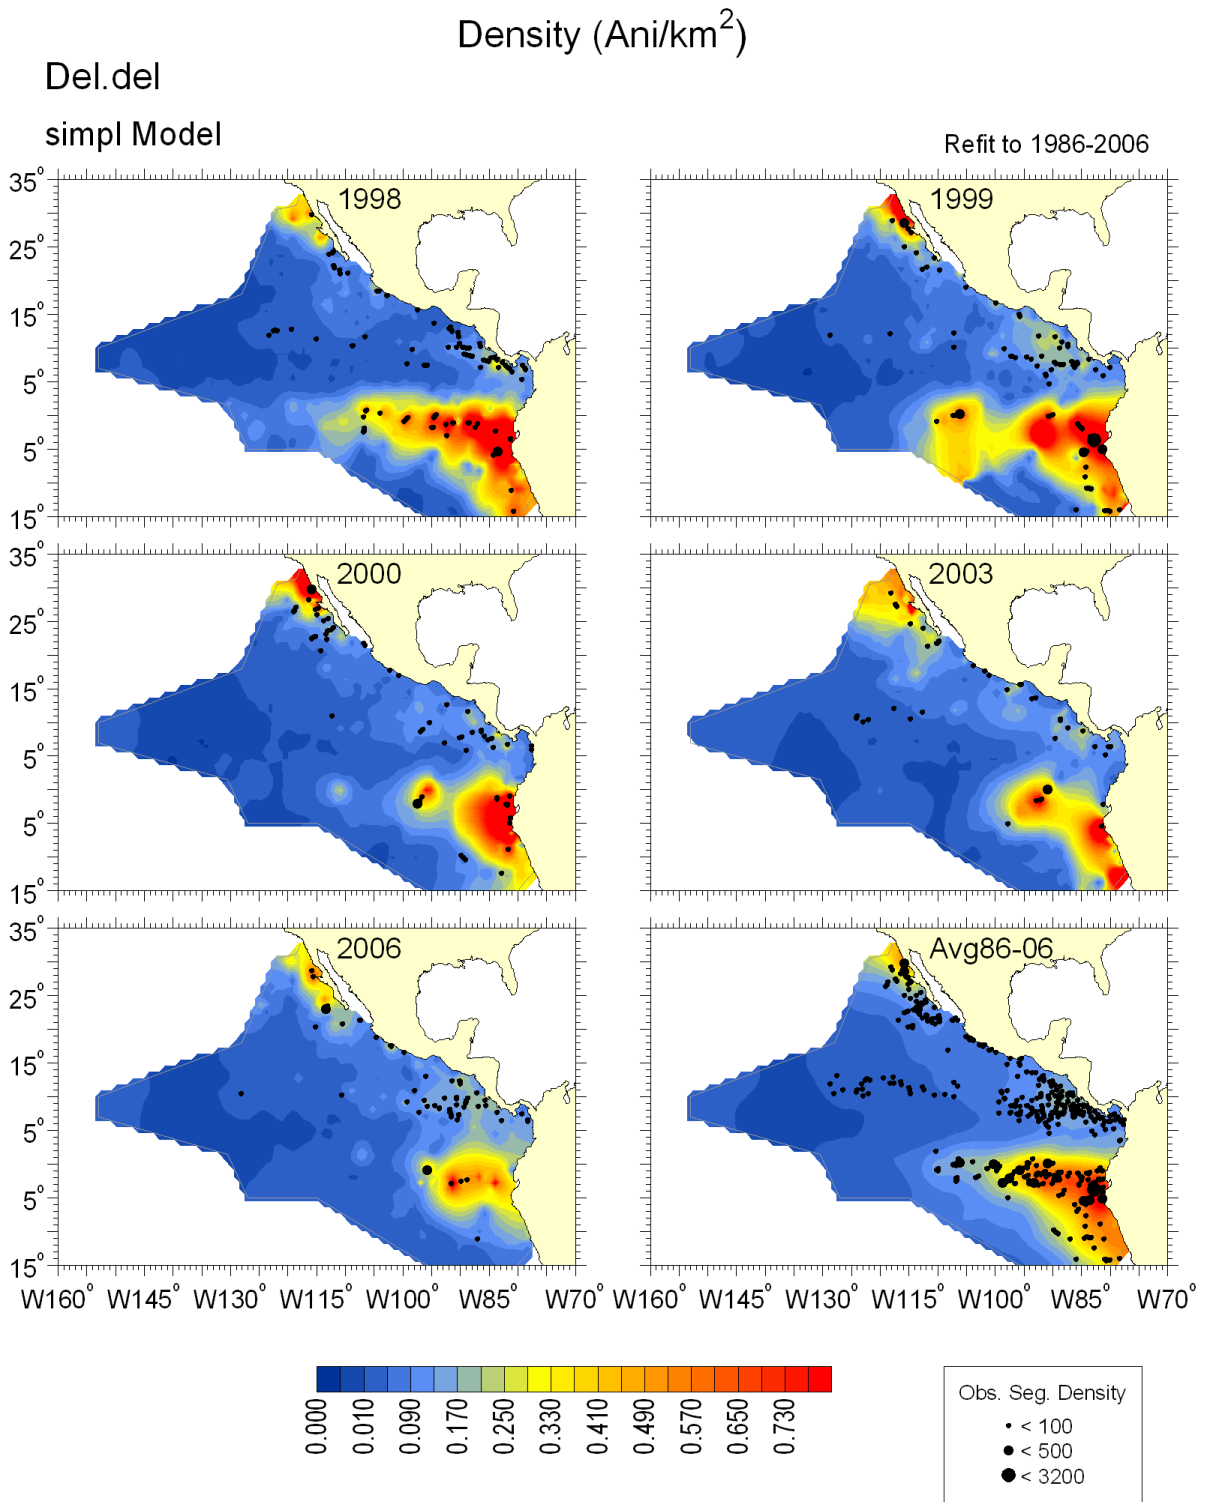 Density (Ani/km²)
Del.del
simpl Model
Refit to 1986-2006
35° 1998 1999
25°
15°
5°
5°
15°
35° 2000 2003
25°
15°
5°
5°
15°
35° 2006 Avg86-06
25°
15°
5°
5°
15°
W160° W145° W130° W115° W100° W85° W70° W160° W145° W130° W115° W100° W85° W70°
0.000 0.010 0.090 0.170 0.250 0.330 0.410 0.490 0.570 0.650 0.730
Obs. Seg. Density
< 100
< 500
< 3200